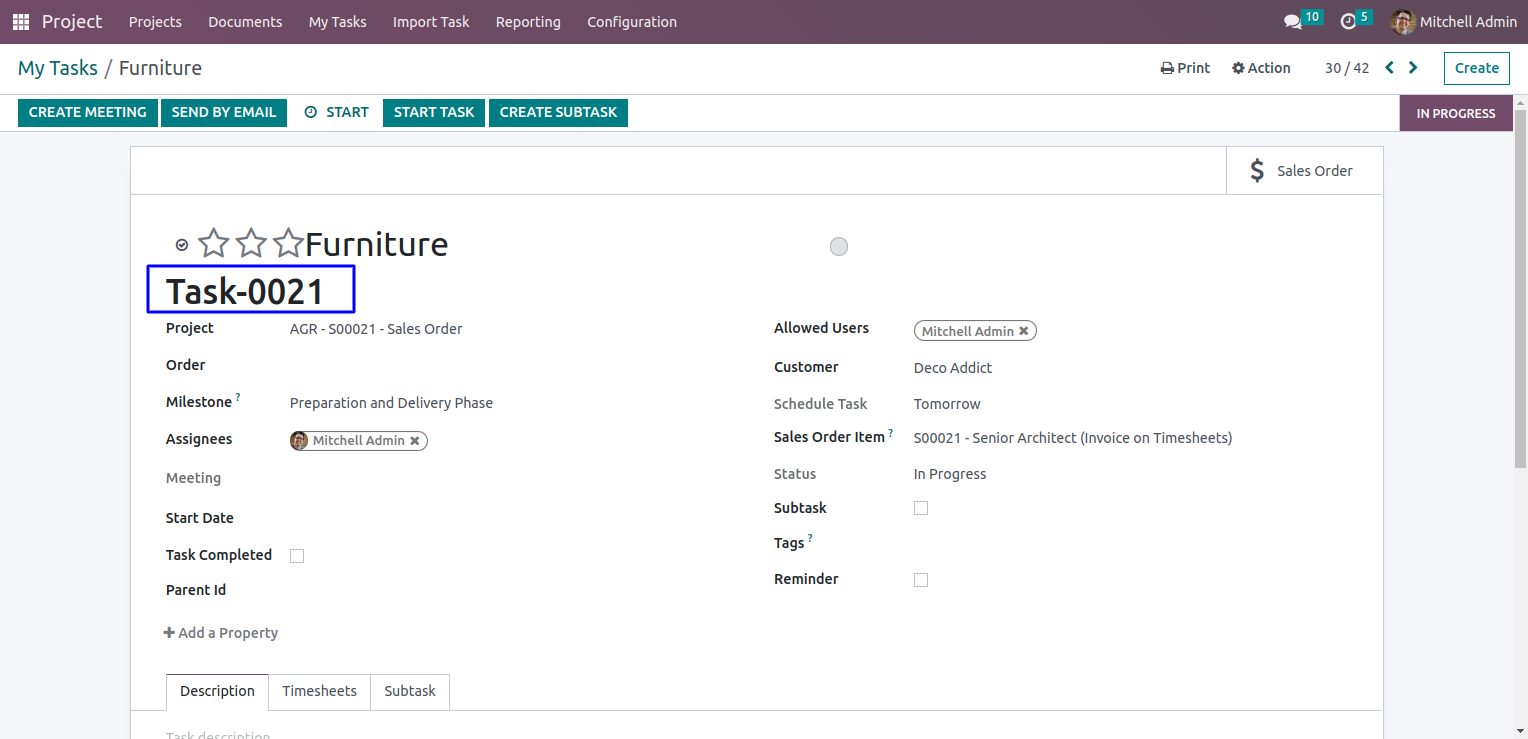 Project Projects Documents My Tasks Import Task Reporting Configuration 10 5 Mitchell Admin
My Tasks / Furniture Print Action 30 / 42 Create
CREATE MEETING SEND BY EMAIL START START TASK CREATE SUBTASK IN PROGRESS
$ Sales Order
Furniture
Task-0021
Project AGR - S00021 - Sales Order
Allowed Users Mitchell Admin ✖
Order
Customer Deco Addict
Milestone ? Preparation and Delivery Phase
Schedule Task Tomorrow
Assignees Mitchell Admin ✖
Sales Order Item ? S00021 - Senior Architect (Invoice on Timesheets)
Meeting
Status In Progress
Start Date
Subtask
Tags ?
Task Completed
Reminder
Parent Id
+ Add a Property
Description Timesheets Subtask
Task description